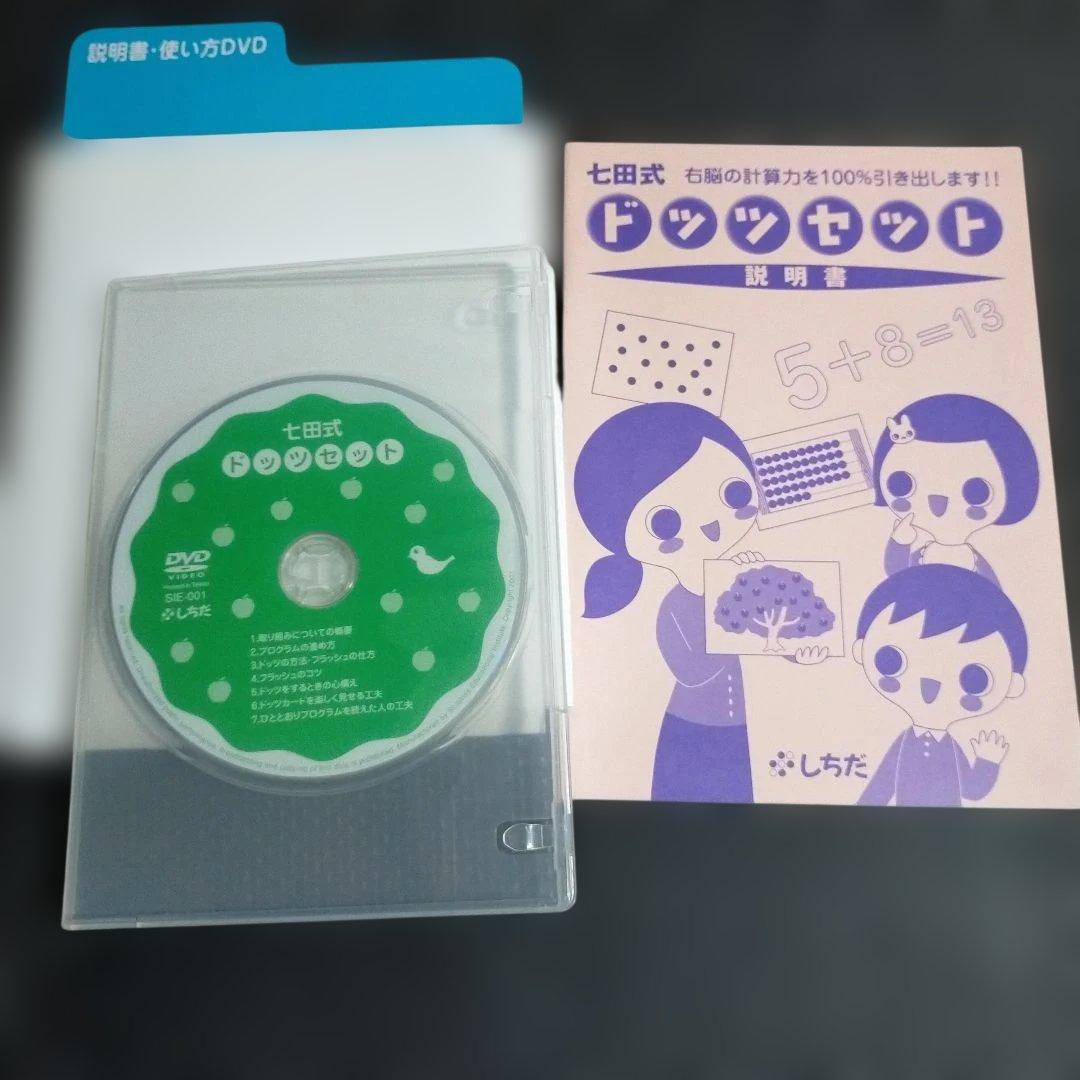 説明書・使い方DVD
七田式
ドッツセット
DVD
VIDEO
SIE-001
しちだ
1.取り組みについての概要
2.プログラムの進め方
3.ドッツの方法・フラッシュの仕方
4.フラッシュのコツ
5.ドッツをするときの心構え
6.ドッツカードを楽しく見せる工夫
7.ひととおりプログラムを終えた人の工夫
七田式 右脳の計算力を100%引き出します!!
ドッツセット
説明書
5+8=13
しちだ